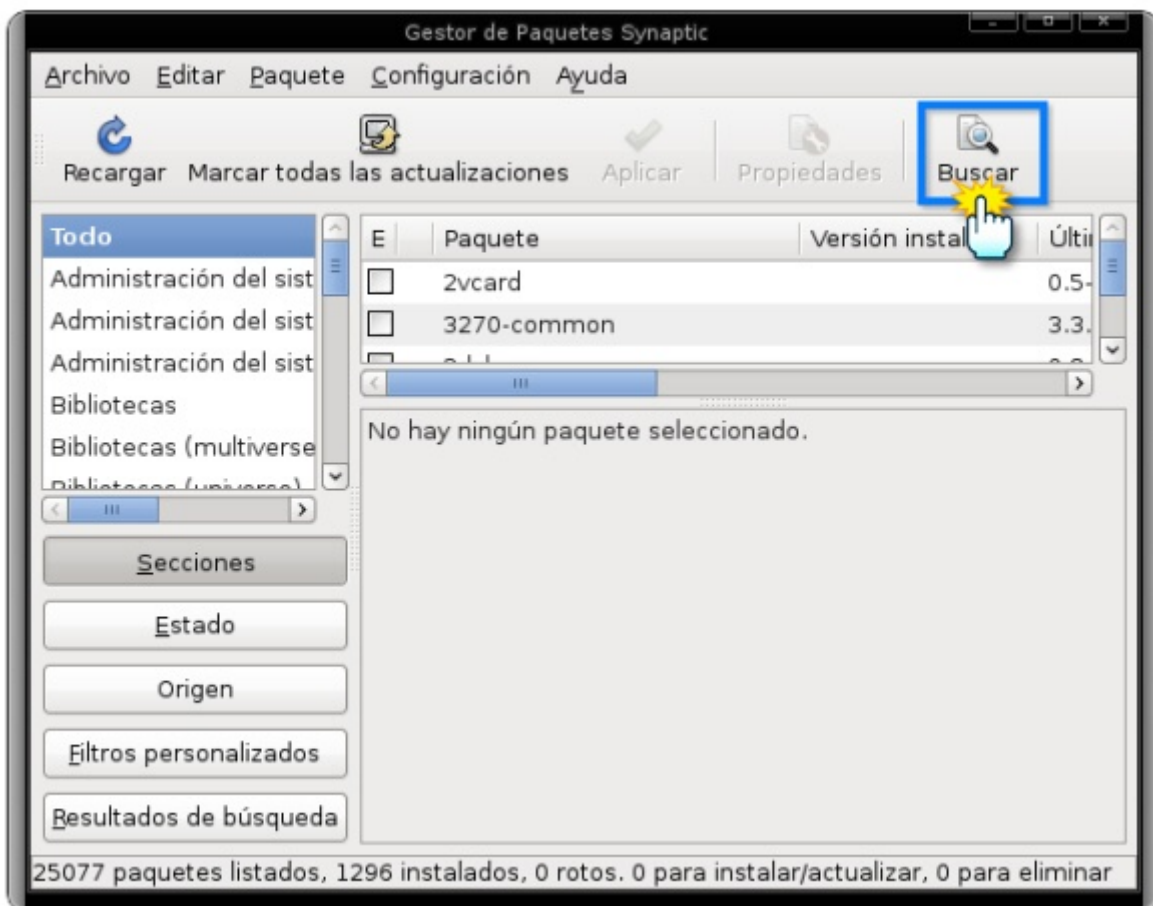 Gestor de Paquetes Synaptic
Archivo Editar Paquete Configuración Ayuda
Recargar Marcar todas las actualizaciones Aplicar Propiedades Buscar
Todo
Administración del sist
Administración del sist
Administración del sist
Bibliotecas
Bibliotecas (multiverse
Bibliotecas (universe)
E Paquete Versión instal Últi
2vcard 0.5-
3270-common 3.3.
No hay ningún paquete seleccionado.
Secciones
Estado
Origen
Filtros personalizados
Resultados de búsqueda
25077 paquetes listados, 1296 instalados, 0 rotos. 0 para instalar/actualizar, 0 para eliminar